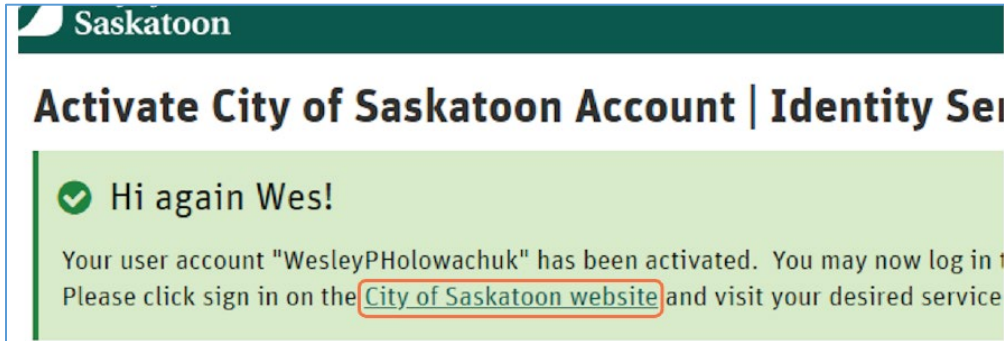 Saskatoon
Activate City of Saskatoon Account | Identity
Hi again Wes!
Your user account "WesleyPHolowachuk" has been activated. You may now log in
Please click sign in on the City of Saskatoon website and visit your desired service